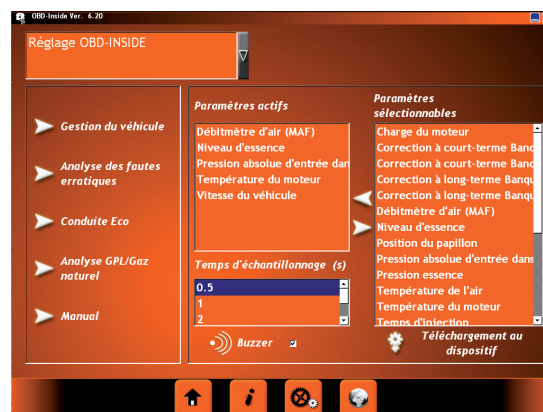 OBD-Inside Ver. 6.20
Réglage OBD-INSIDE
Gestion du véhicule
Analyse des fautes
erratiques
Conduite Eco
Analyse GPL/Gaz
naturel
Manual
Paramètres actifs
Débitmètre d'air (MAF)
Niveau d'essence
Pression absolue d'entrée dan
Température du moteur
Vitesse du véhicule
Temps d'échantillonnage (s)
0.5
1
2
Buzzer
Paramètres
sélectionnables
Charge du moteur
Correction à court-terme Banq
Correction à court-terme Banq
Correction à long-terme Banqu
Correction à long-terme Banqu
Débitmètre d'air (MAF)
Niveau d'essence
Position du papillon
Pression absolue d'entrée dans
Pression essence
Température de l'air
Température du moteur
Temps d'injection
Téléchargement au
dispositif